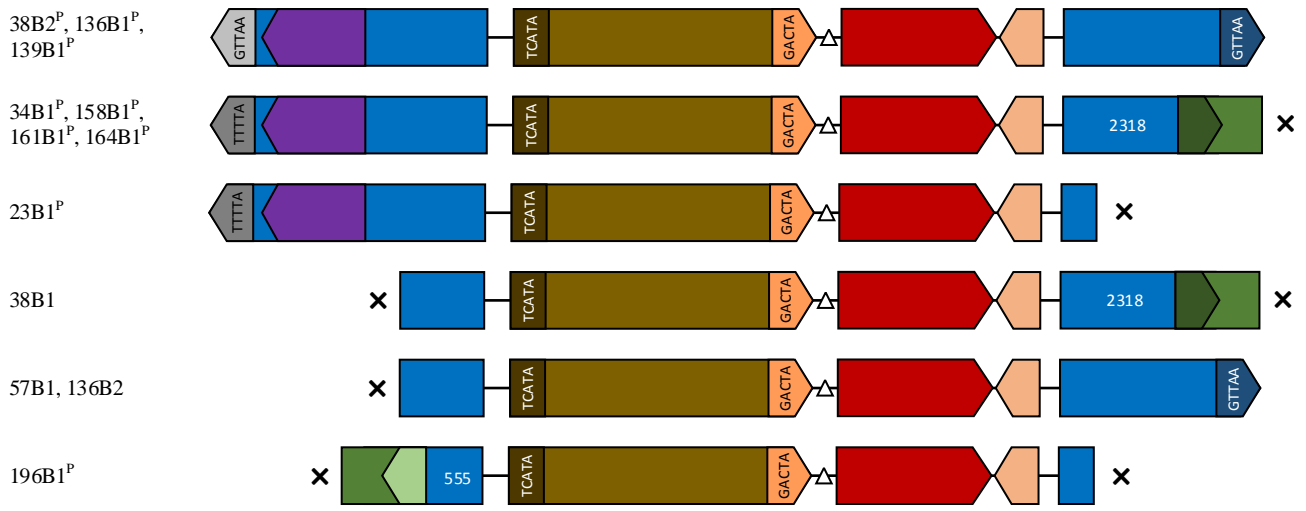 38B2ᴾ, 136B1ᴾ,
139B1ᴾ
GTTAA TCATA GACTA GTTAA
34B1ᴾ, 158B1ᴾ,
161B1ᴾ, 164B1ᴾ
TTTTA TCATA GACTA 2318
23B1ᴾ
TTTTA TCATA GACTA
38B1
TCATA GACTA 2318
57B1, 136B2
TCATA GACTA GTTAA
196B1ᴾ
555 TCATA GACTA